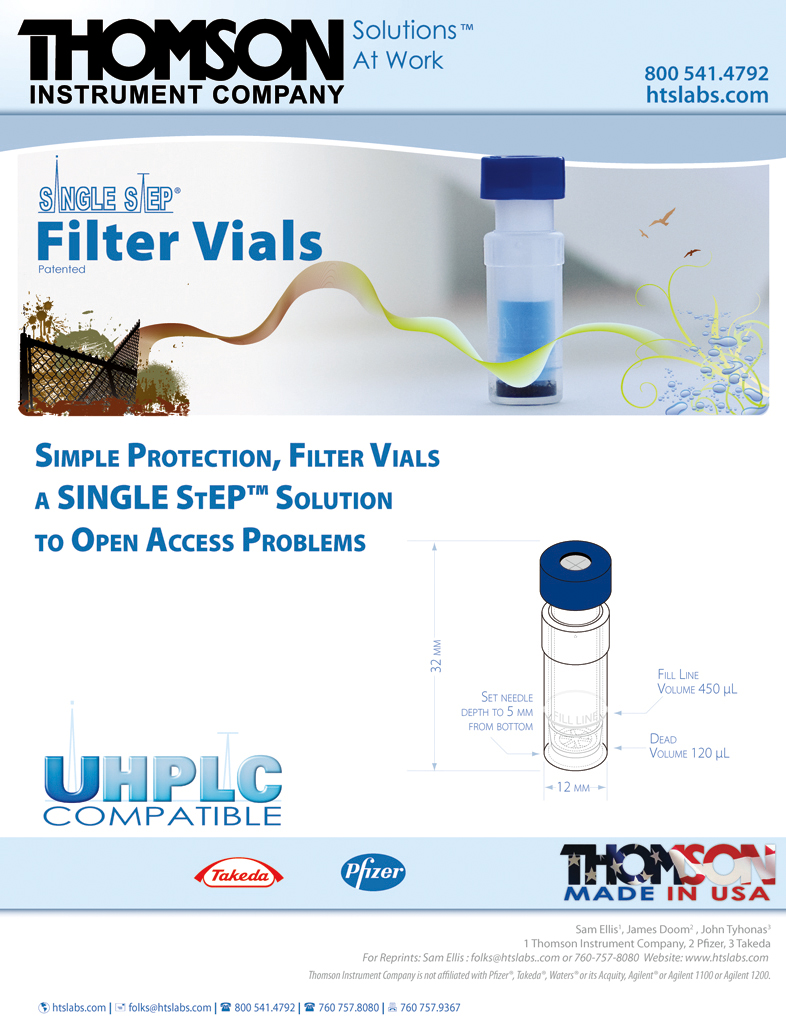 THOMSON
INSTRUMENT COMPANY
Solutions™
At Work
800 541.4792
htslabs.com
SiNGLE StEP®
Filter Vials
Patented
SIMPLE PROTECTION, FILTER VIALS
A SINGLE STEP™ SOLUTION
TO OPEN ACCESS PROBLEMS
32 MM
FILL LINE
VOLUME 450 µL
SET NEEDLE
DEPTH TO 5 MM
FROM BOTTOM
FILL LINE
DEAD
VOLUME 120 µL
12 MM
UHPLC
COMPATIBLE
Takeda
Pfizer
THOMSON
MADE IN USA
Sam Ellis¹, James Doom² , John Tyhonas³
1 Thomson Instrument Company, 2 Pfizer, 3 Takeda
For Reprints: Sam Ellis : folks@htslabs..com or 760-757-8080 Website: www.htslabs.com
Thomson Instrument Company is not affiliated with Pfizer®, Takeda®, Waters® or its Acquity, Agilent® or Agilent 1100 or Agilent 1200.
htslabs.com | folks@htslabs.com | 800 541.4792 | 760 757.8080 | 760 757.9367